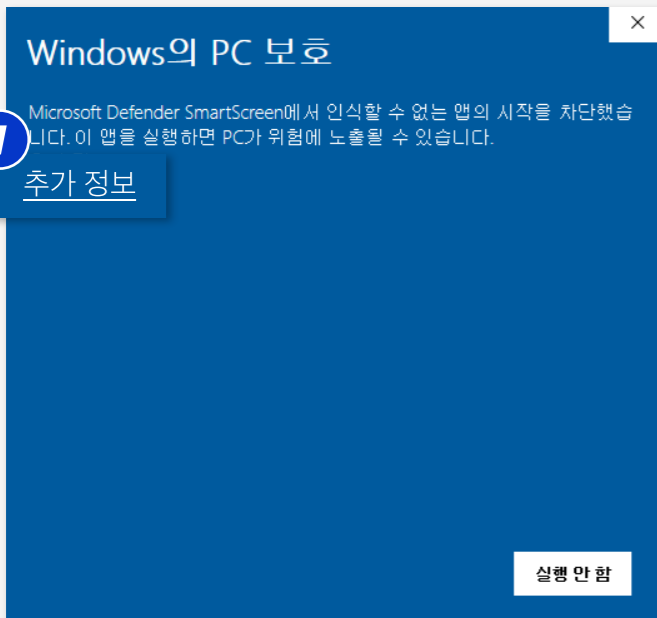 Windows의 PC 보호
Microsoft Defender SmartScreen에서 인식할 수 없는 앱의 시작을 차단했습
니다. 이 앱을 실행하면 PC가 위험에 노출될 수 있습니다.
1
추가 정보
실행 안 함